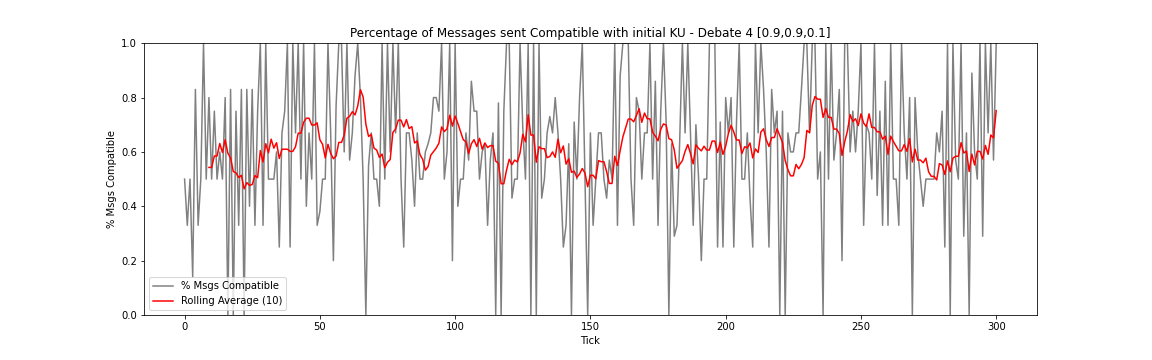 Percentage of Messages sent Compatible with initial KU - Debate 4 [0.9,0.9,0.1]
1.0
0.8
0.6
0.4
0.2
0.0
% Msgs Compatible
% Msgs Compatible
Rolling Average (10)
0 50 100 150 200 250 300
Tick